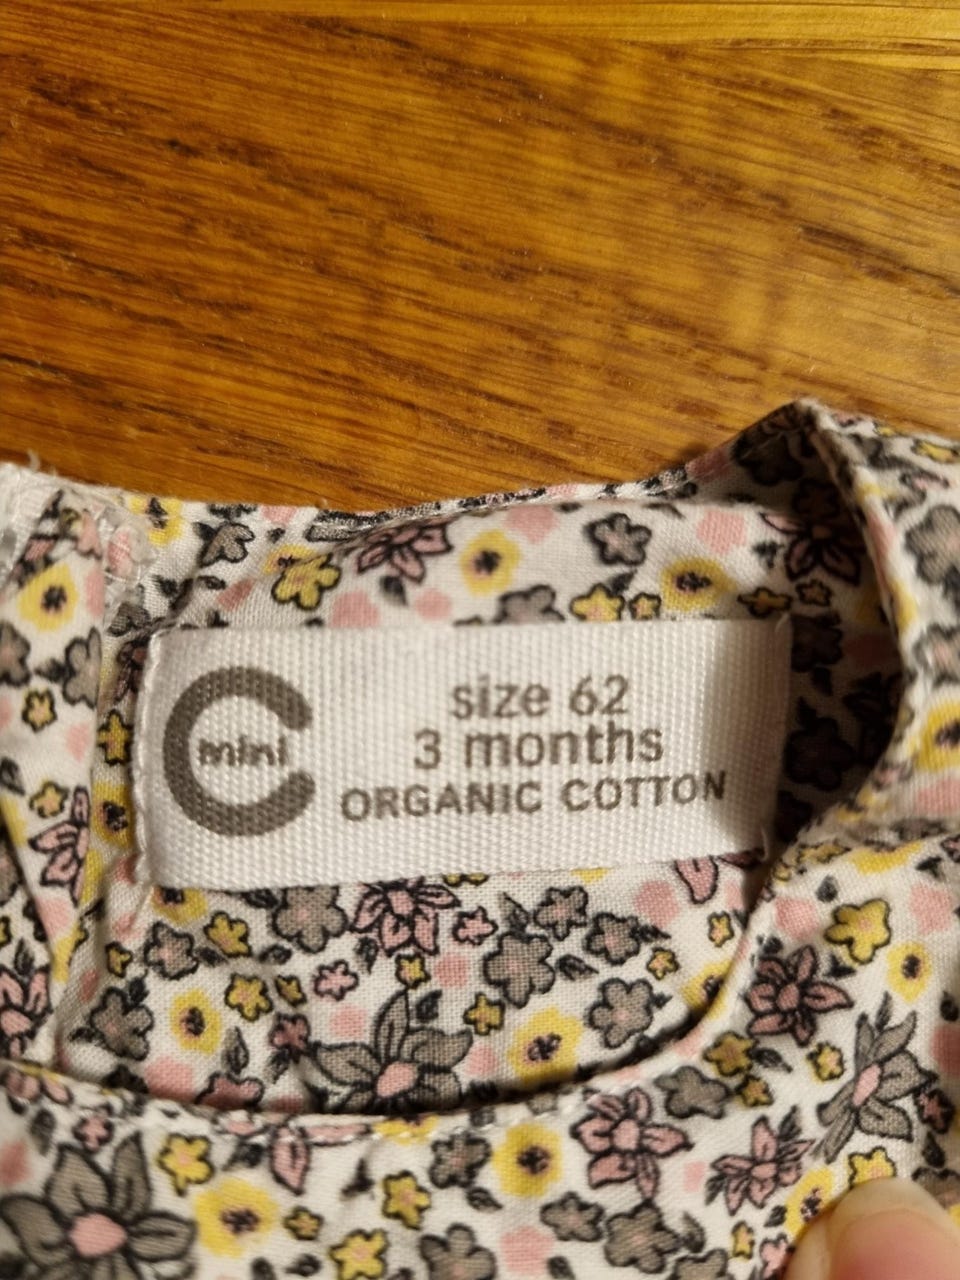 mini
size 62
3 months
ORGANIC COTTON